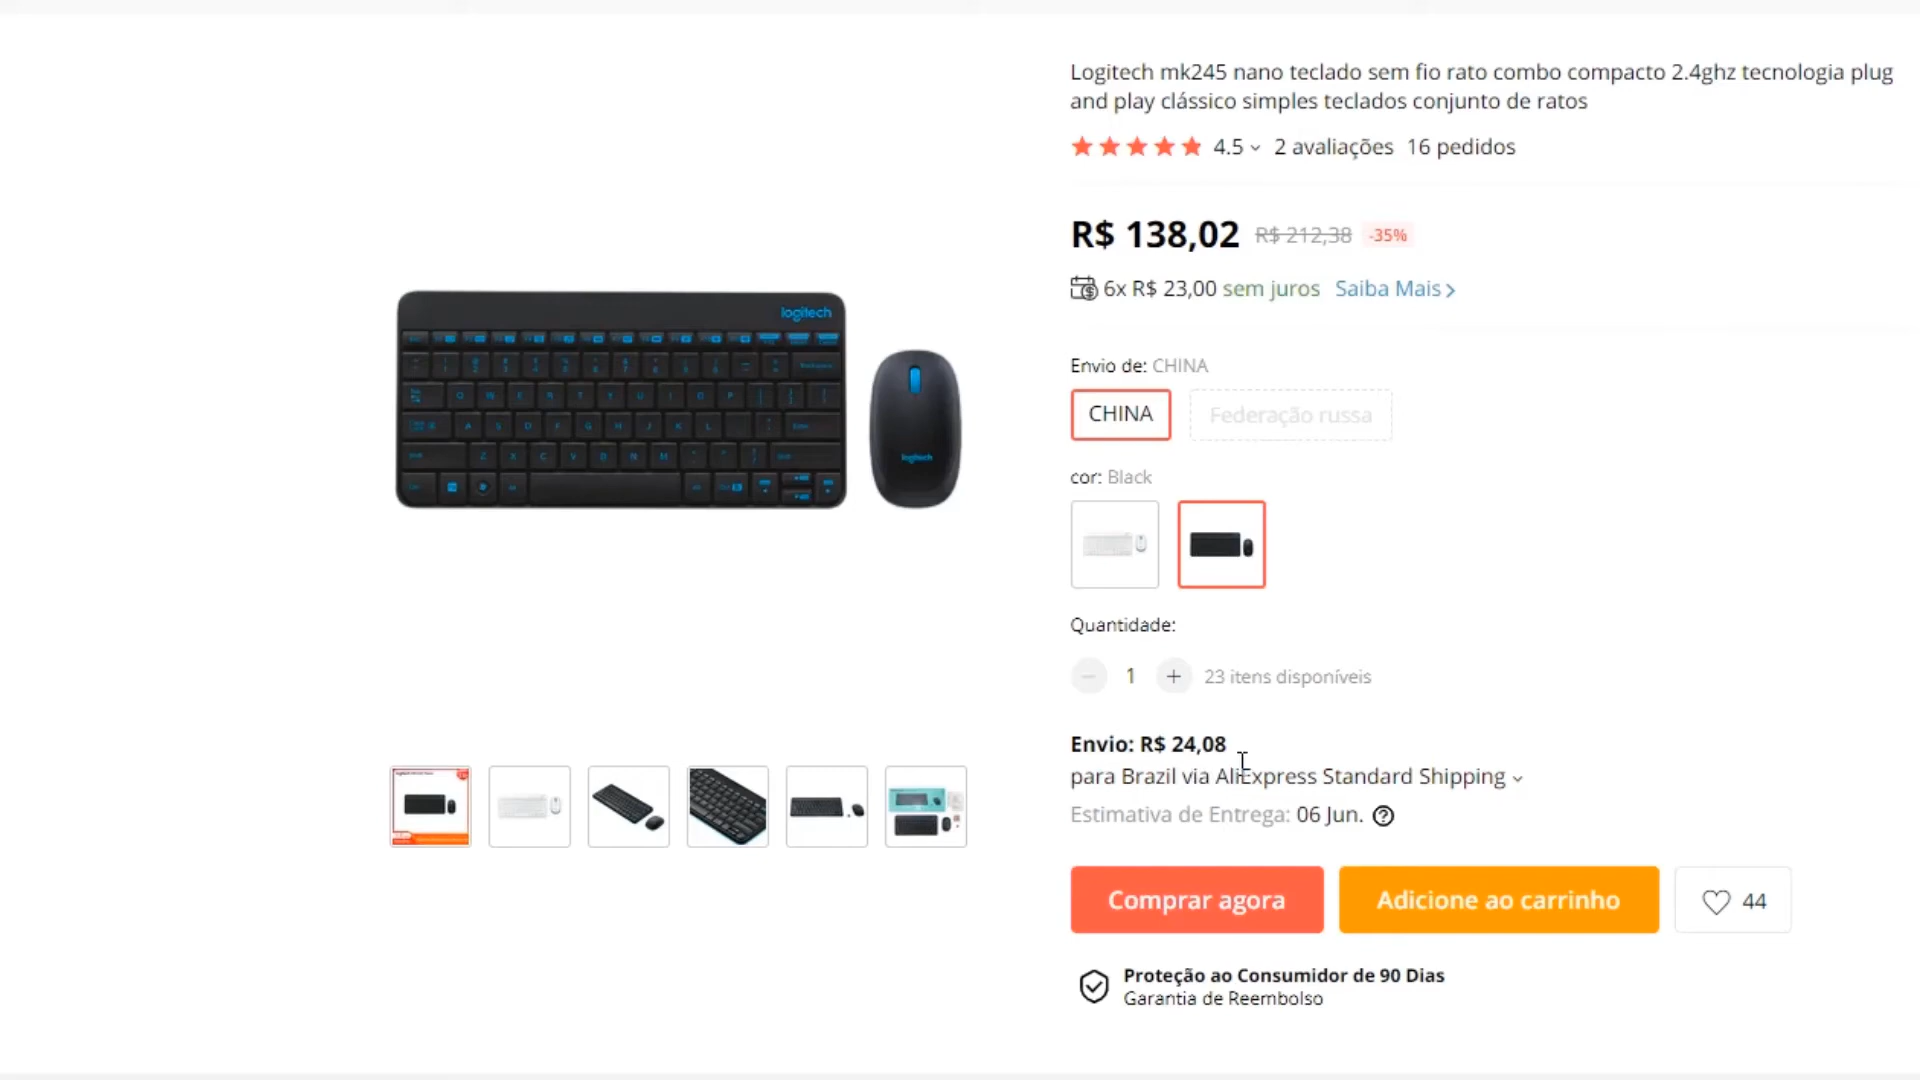 Logitech mk245 nano teclado sem fio rato combo compacto 2.4ghz tecnologia plug
and play clássico simples teclados conjunto de ratos
4.5 2 avaliações 16 pedidos
R$ 138,02 R$ 212,38 -35%
6x R$ 23,00 sem juros Saiba Mais
Envio de: CHINA
CHINA Federação russa
cor: Black
Quantidade:
1 + 23 itens disponíveis
Envio: R$ 24,08
para Brazil via AliExpress Standard Shipping
Estimativa de Entrega: 06 Jun.
Comprar agora Adicione ao carrinho 44
Proteção ao Consumidor de 90 Dias
Garantia de Reembolso
logitech
Q W E R T Y U I O P
A S D F G H J K L
Z X C V B N M
logitech